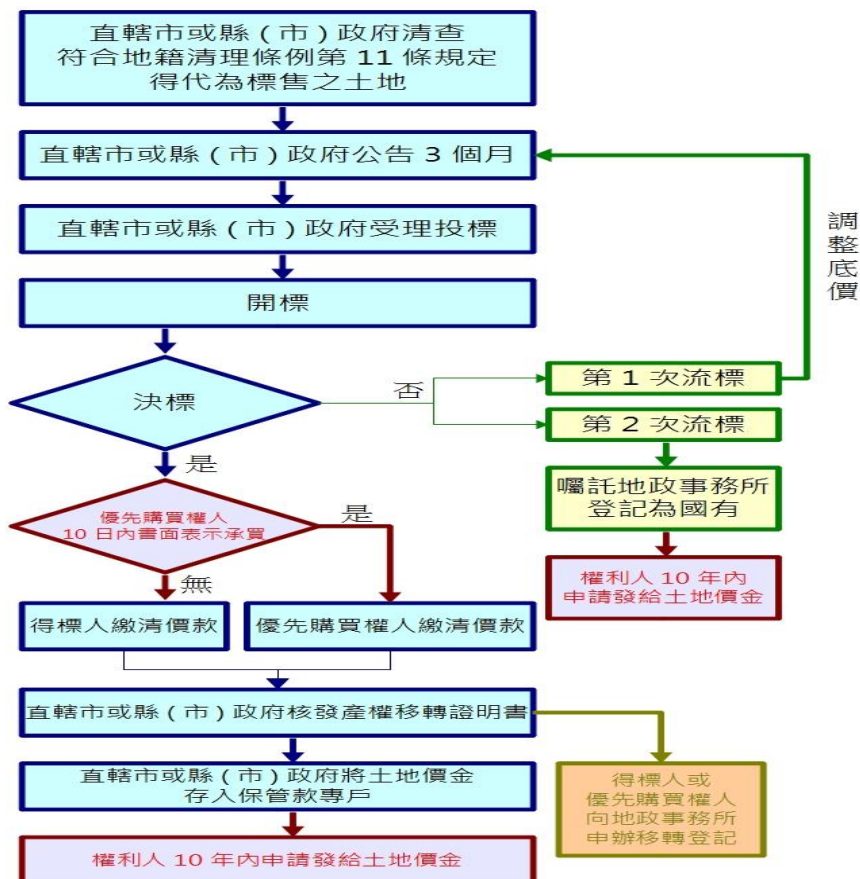 直轄市或縣（市）政府清查
符合地籍清理條例第 11 條規定
得代為標售之土地
直轄市或縣（市）政府公告 3 個月
直轄市或縣（市）政府受理投標
開標
決標
否
第 1 次流標
第 2 次流標
調
整
底
價
囑託地政事務所
登記為國有
權利人 10 年內
申請發給土地價金
是
優先購買權人
10 日內書面表示承買
是
無
得標人繳清價款
優先購買權人繳清價款
直轄市或縣（市）政府核發產權移轉證明書
直轄市或縣（市）政府將土地價金
存入保管款專戶
得標人或
優先購買權人
向地政事務所
申辦移轉登記
權利人 10 年內申請發給土地價金